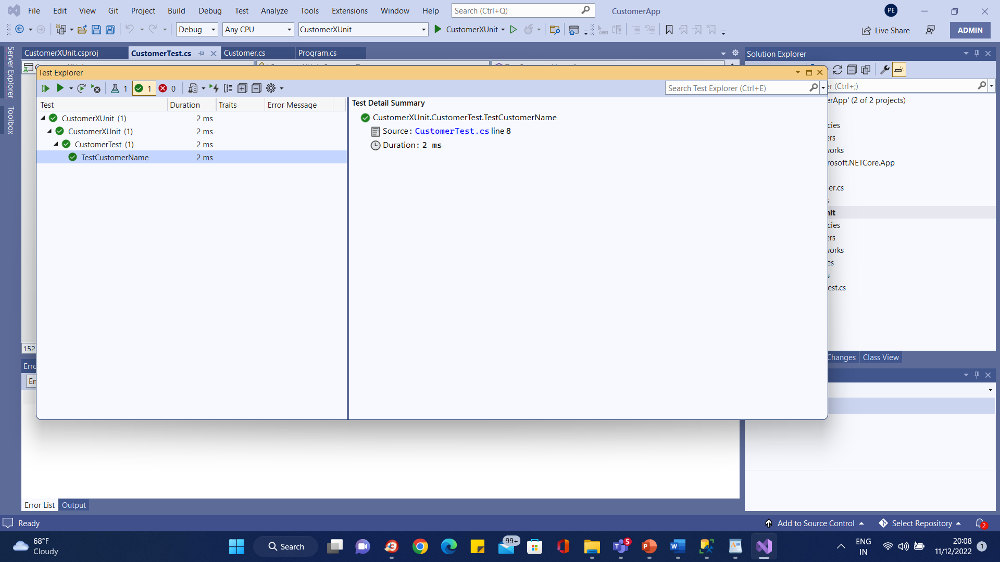 File Edit View Git Project Build Debug Test Analyze Tools Extensions Window Help Search (Ctrl+Q) CustomerApp PE
Debug Any CPU CustomerXUnit CustomerXUnit Live Share ADMIN
Server Explorer
Toolbox
CustomerXUnit.csproj CustomerTest.cs Customer.cs Program.cs
Solution Explorer
Test Explorer
1 1 0 Search Test Explorer (Ctrl+E)
er (Ctrl+;)
Test Duration Traits Error Message
CustomerXUnit (1) 2 ms
CustomerXUnit (1) 2 ms
CustomerTest (1) 2 ms
TestCustomerName 2 ms
Test Detail Summary
CustomerXUnit.CustomerTest.TestCustomerName
Source: CustomerTest.cs line 8
Duration: 2 ms
erApp' (2 of 2 projects)
cies
ers
works
rosoft.NETCore.App
er.cs
nit
cies
ers
works
es
est.cs
152
Changes Class View
Erro
En
Error List Output
Ready Add to Source Control Select Repository 2
68°F
Cloudy
Search 99+ 5
ENG
IN
20:08
11/12/2022 1